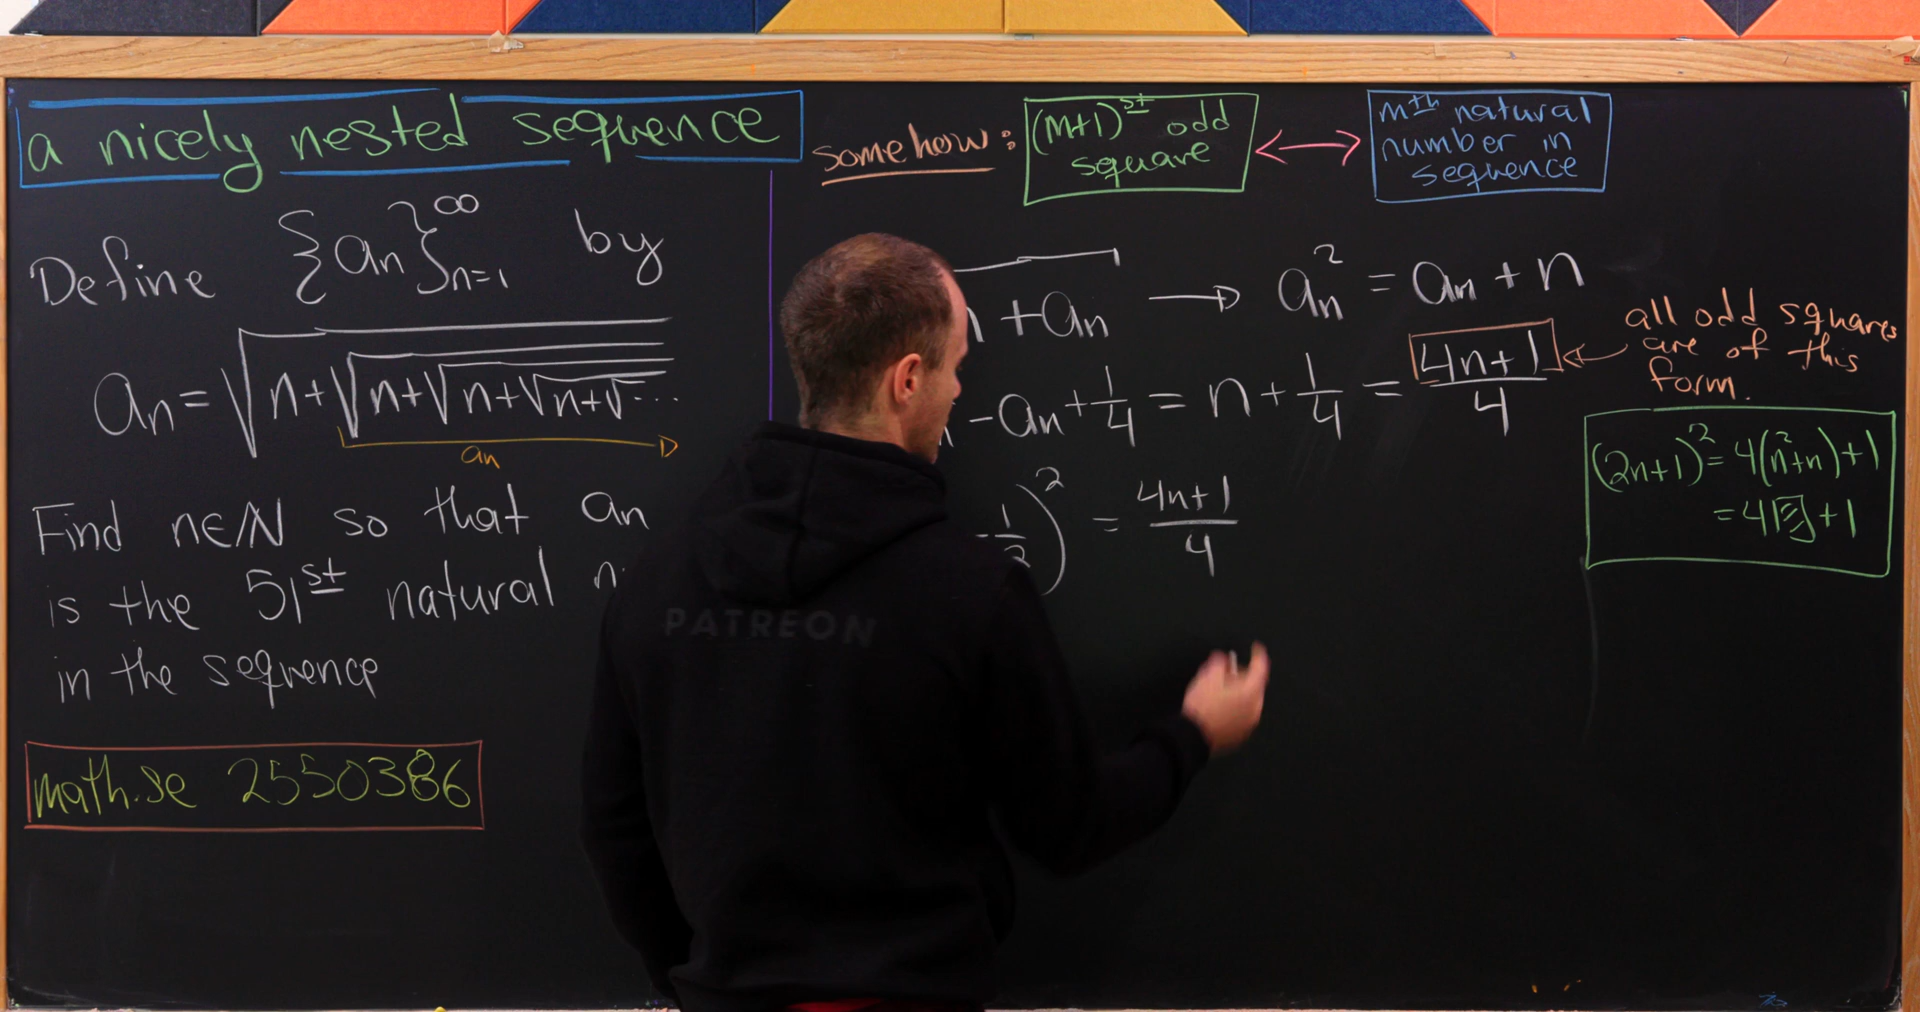 a nicely nested sequence
Define {aₙ}ₙ₌₁^∞ by
aₙ = √(n+√(n+√(n+√(n+√···
aₙ
Find n∈ℕ so that aₙ
is the 51st natural
in the sequence
math.se 2550386
somehow: (m+1)st odd square ⟷ mth natural number in sequence
+aₙ → aₙ² = aₙ + n
-aₙ + 1/4 = n + 1/4 = (4n+1)/4
all odd squares
are of this
form.
-1/2)² = (4n+1)/4
(2n+1)² = 4(n²+n)+1
= 4 +1
PATREON